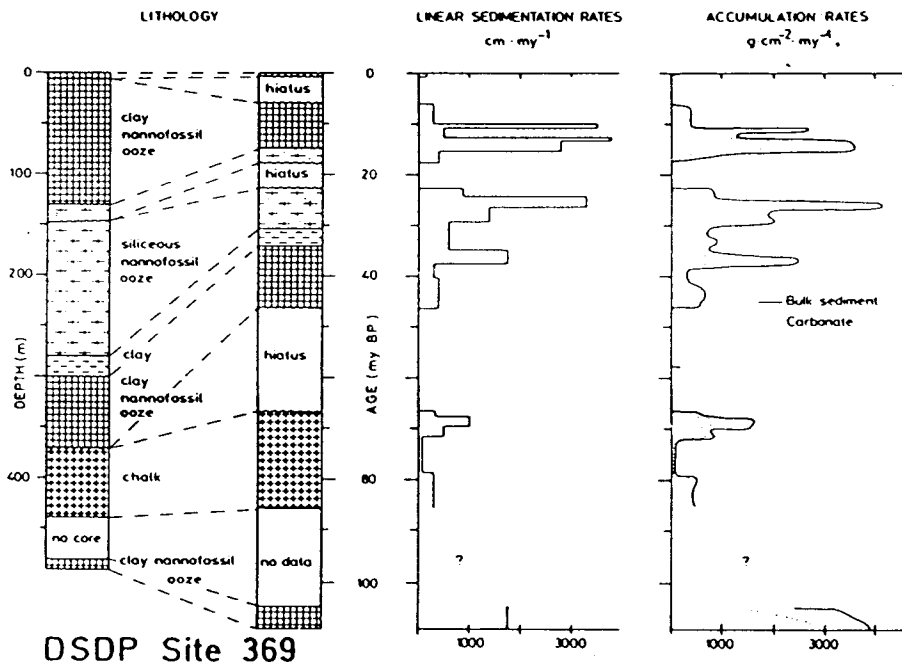 LITHOLOGY
LINEAR SEDIMENTATION RATES
cm·my⁻¹
ACCUMULATION RATES
g·cm⁻²·my⁻¹
DEPTH (m)
0
100
200
400
clay
nannofossil
ooze
siliceous
nannofossil
ooze
clay
clay
nannofossil
ooze
chalk
no core
clay nannofossil
ooze
hiatus
hiatus
hiatus
no data
AGE (my BP)
0
20
40
60
80
100
?
1000
3000
?
1000
3000
Bulk sediment
Carbonate
DSDP Site 369